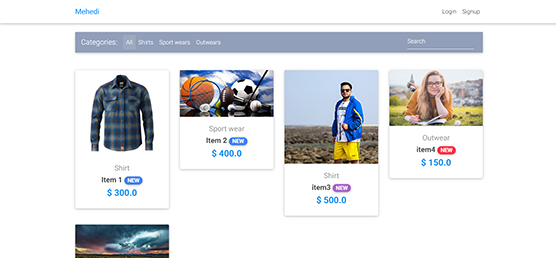 Mehedi
Login Signup
Categories: All Shirts Sport wears Outwears Search
Shirt
Item 1 NEW
$ 300.0
Sport wear
Item 2 NEW
$ 400.0
Shirt
item3 NEW
$ 500.0
Outwear
item4 NEW
$ 150.0